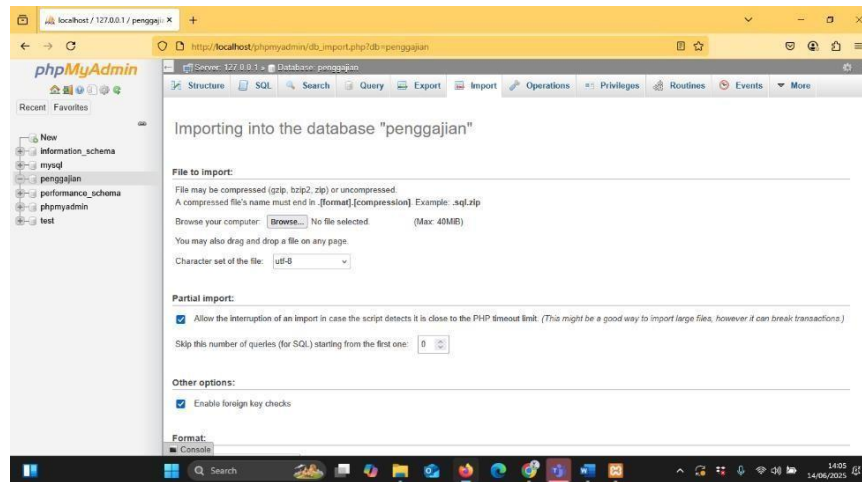 localhost / 127.0.0.1 / penggaji
http://localhost/phpmyadmin/db_import.php?db=penggajian
phpMyAdmin
Recent Favorites
New
information_schema
mysql
penggajian
performance_schema
phpmyadmin
test
Server: 127.0.0.1 » Database: penggajian
Structure SQL Search Query Export Import Operations Privileges Routines Events More
Importing into the database "penggajian"
File to import:
File may be compressed (gzip, bzip2, zip) or uncompressed.
A compressed file's name must end in .[format].[compression]. Example: .sql.zip
Browse your computer: Browse... No file selected. (Max: 40MiB)
You may also drag and drop a file on any page.
Character set of the file: utf-8
Partial import:
Allow the interruption of an import in case the script detects it is close to the PHP timeout limit. (This might be a good way to import large files, however it can break transactions.)
Skip this number of queries (for SQL) starting from the first one: 0
Other options:
Enable foreign key checks
Format:
Console
Search
14:05
14/06/2025